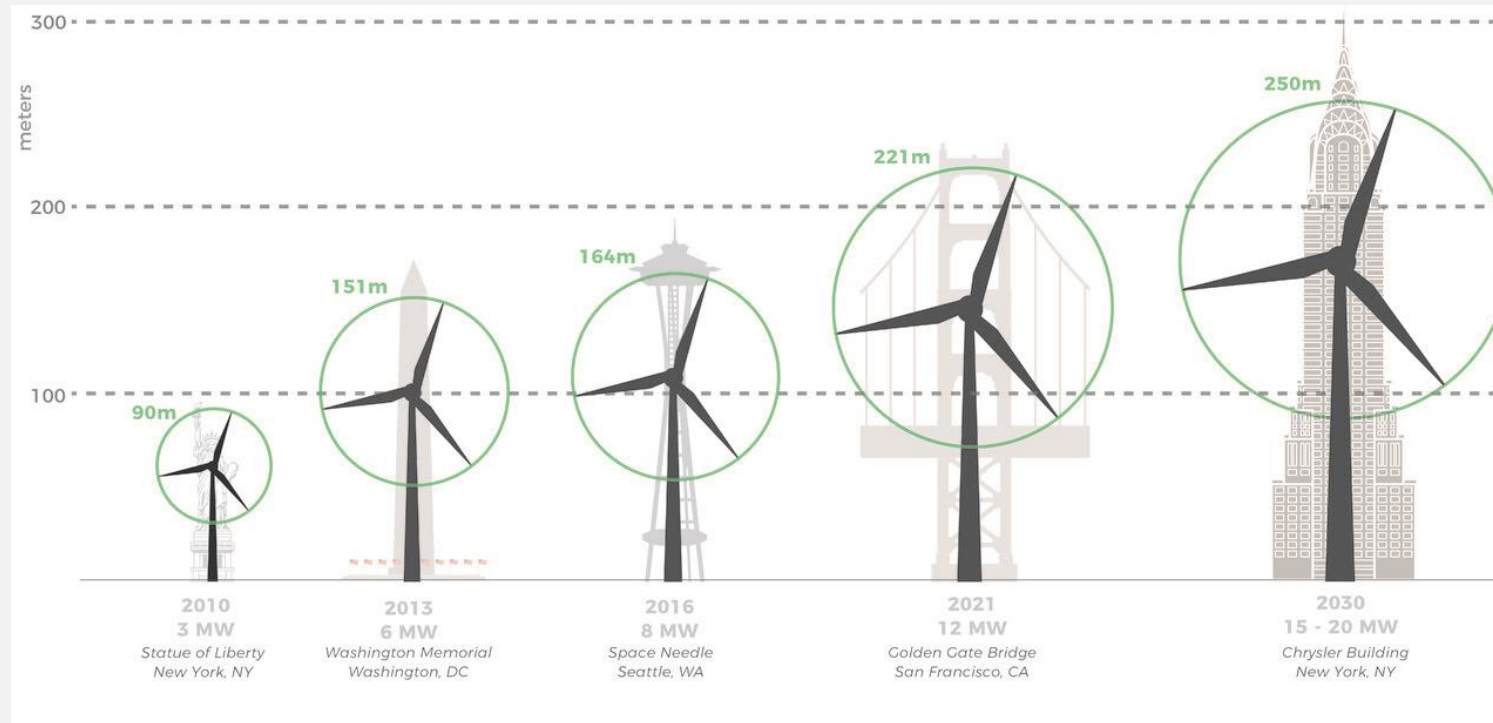 300
meters
200
100
90m
151m
164m
221m
250m
2010
3 MW
Statue of Liberty
New York, NY
2013
6 MW
Washington Memorial
Washington, DC
2016
8 MW
Space Needle
Seattle, WA
2021
12 MW
Golden Gate Bridge
San Francisco, CA
2030
15 - 20 MW
Chrysler Building
New York, NY